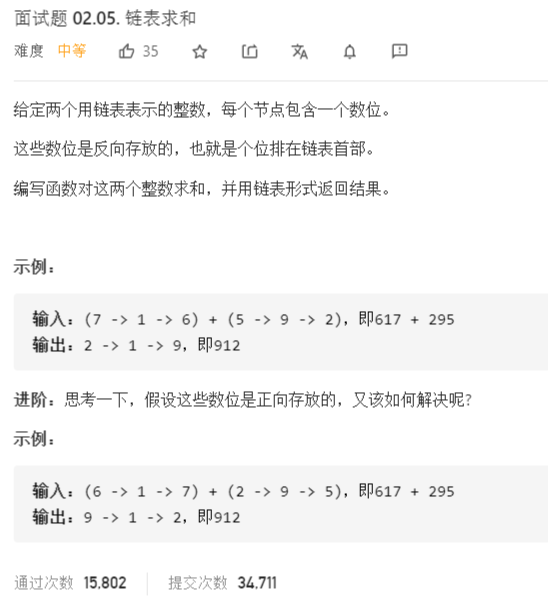 面试题 02.05. 链表求和
难度 中等 35
给定两个用链表表示的整数，每个节点包含一个数位。
这些数位是反向存放的，也就是个位排在链表首部。
编写函数对这两个整数求和，并用链表形式返回结果。
示例：
输入：(7 -> 1 -> 6) + (5 -> 9 -> 2)，即617 + 295
输出：2 -> 1 -> 9，即912
进阶：思考一下，假设这些数位是正向存放的，又该如何解决呢?
示例：
输入：(6 -> 1 -> 7) + (2 -> 9 -> 5)，即617 + 295
输出：9 -> 1 -> 2，即912
通过次数 15,802 提交次数 34,711